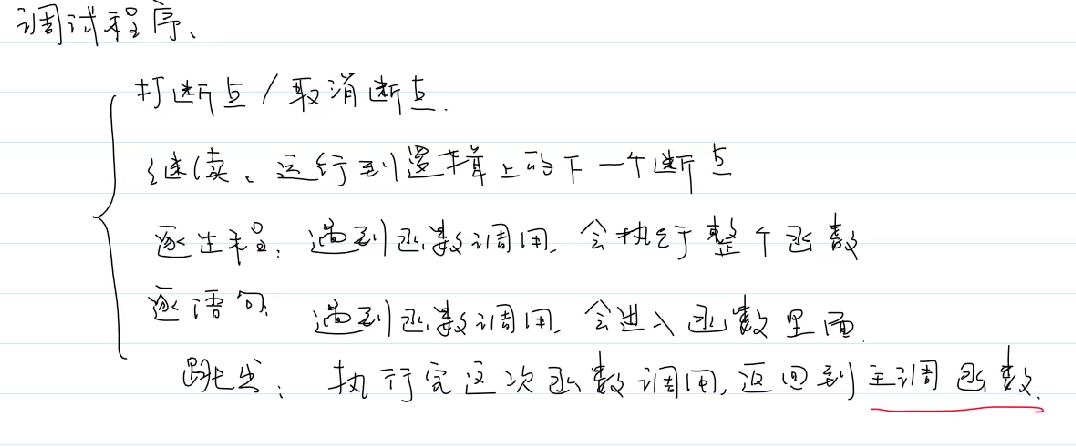 调试程序、
打断点/取消断点.
继续、运行到逻辑上的下一个断点
逐过程: 遇到函数调用, 会执行整个函数
逐语句: 遇到函数调用, 会进入函数里面.
跳出: 执行完这次函数调用, 返回到主调函数.